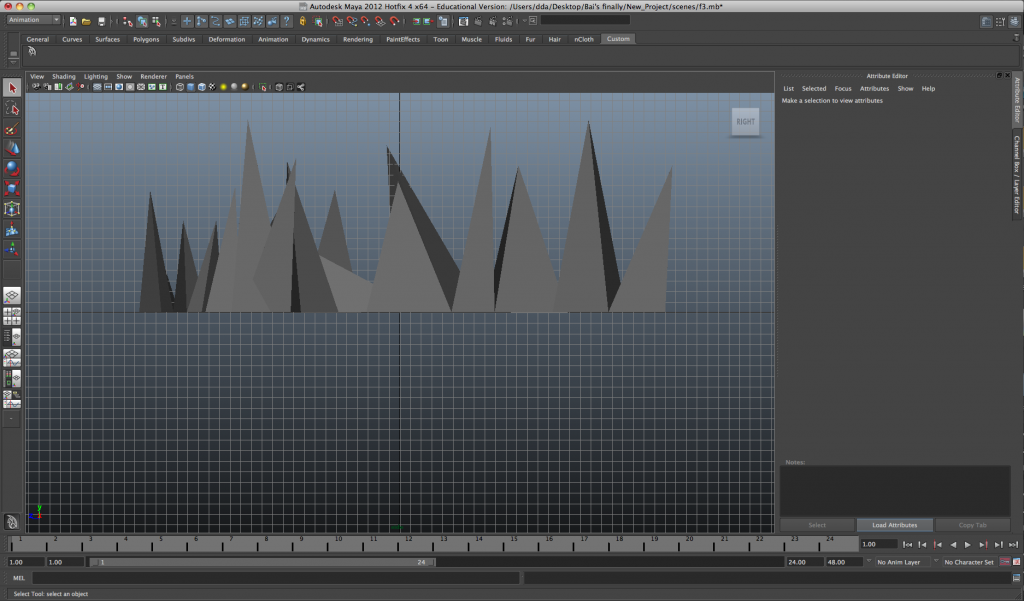 Autodesk Maya 2012 Hotfix 4 x64 – Educational Version: /Users/dda/Desktop/Bai's finally/New_Project/scenes/f3.mb*
Animation
General Curves Surfaces Polygons Subdivs Deformation Animation Dynamics Rendering PaintEffects Toon Muscle Fluids Fur Hair nCloth Custom
View Shading Lighting Show Renderer Panels
Attribute Editor
List Selected Focus Attributes Show Help
Make a selection to view attributes
Attribute Editor
Channel Box / Layer Editor
RIGHT
y
Notes:
Select Load Attributes Copy Tab
1 2 3 4 5 6 7 8 9 10 11 12 13 14 15 16 17 18 19 20 21 22 23 24
1.00
1.00 1.00 1 24 24.00 48.00 No Anim Layer No Character Set
MEL
Select Tool: select an object